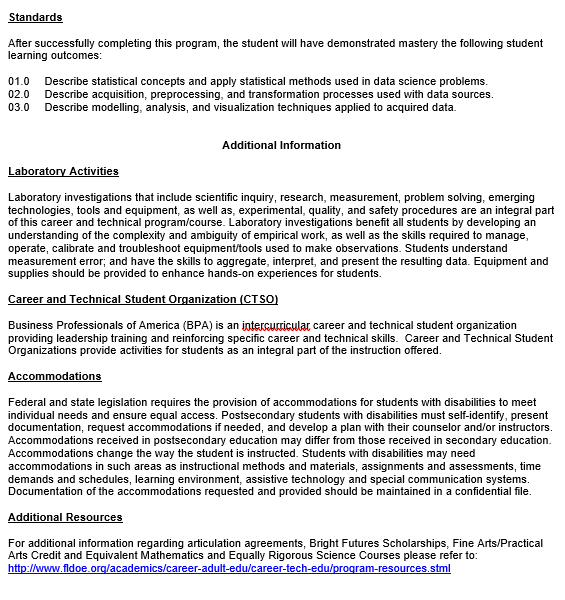 Standards
After successfully completing this program, the student will have demonstrated mastery the following student
learning outcomes:
01.0 Describe statistical concepts and apply statistical methods used in data science problems.
02.0 Describe acquisition, preprocessing, and transformation processes used with data sources.
03.0 Describe modelling, analysis, and visualization techniques applied to acquired data.
Additional Information
Laboratory Activities
Laboratory investigations that include scientific inquiry, research, measurement, problem solving, emerging
technologies, tools and equipment, as well as, experimental, quality, and safety procedures are an integral part
of this career and technical program/course. Laboratory investigations benefit all students by developing an
understanding of the complexity and ambiguity of empirical work, as well as the skills required to manage,
operate, calibrate and troubleshoot equipment/tools used to make observations. Students understand
measurement error; and have the skills to aggregate, interpret, and present the resulting data. Equipment and
supplies should be provided to enhance hands-on experiences for students.
Career and Technical Student Organization (CTSO)
Business Professionals of America (BPA) is an intercurricular career and technical student organization
providing leadership training and reinforcing specific career and technical skills. Career and Technical Student
Organizations provide activities for students as an integral part of the instruction offered.
Accommodations
Federal and state legislation requires the provision of accommodations for students with disabilities to meet
individual needs and ensure equal access. Postsecondary students with disabilities must self-identify, present
documentation, request accommodations if needed, and develop a plan with their counselor and/or instructors.
Accommodations received in postsecondary education may differ from those received in secondary education.
Accommodations change the way the student is instructed. Students with disabilities may need
accommodations in such areas as instructional methods and materials, assignments and assessments, time
demands and schedules, learning environment, assistive technology and special communication systems.
Documentation of the accommodations requested and provided should be maintained in a confidential file.
Additional Resources
For additional information regarding articulation agreements, Bright Futures Scholarships, Fine Arts/Practical
Arts Credit and Equivalent Mathematics and Equally Rigorous Science Courses please refer to:
http://www.fldoe.org/academics/career-adult-edu/career-tech-edu/program-resources.stml